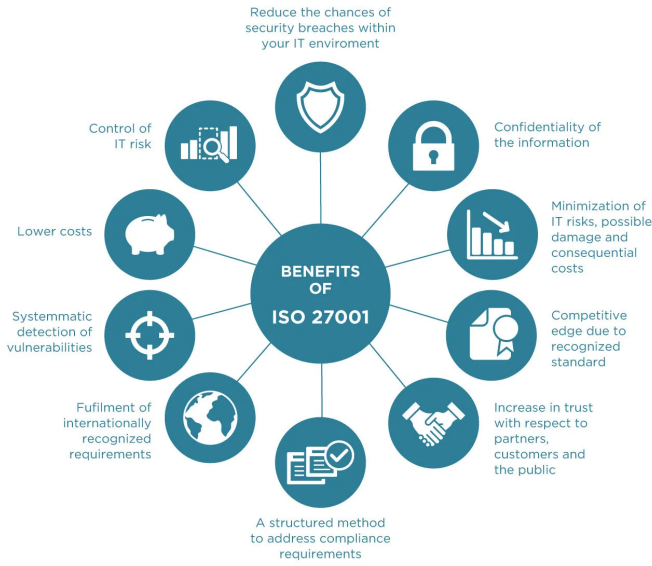 Reduce the chances of
security breaches within
your IT enviroment
Control of
IT risk
Confidentiality of
the information
Lower costs
Minimization of
IT risks, possible
damage and
consequential
costs
BENEFITS
OF
ISO 27001
Systemmatic
detection of
vulnerabilities
Competitive
edge due to
recognized
standard
Fufilment of
internationally
recognized
requirements
Increase in trust
with respect to
partners,
customers and
the public
A structured method
to address compliance
requirements